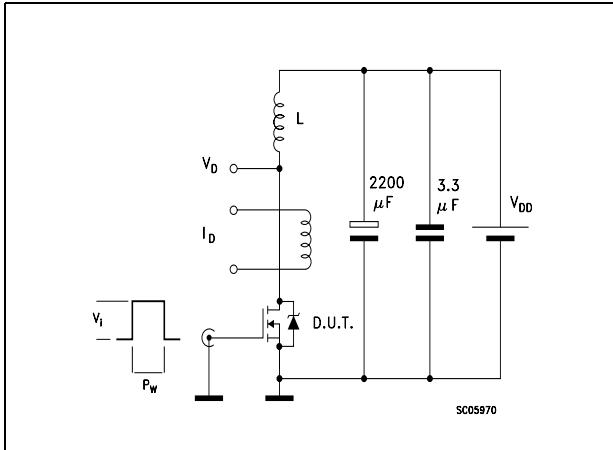 L
V_D
2200
μF
3.3
μF
V_DD
I_D
V_i
D.U.T.
P_W
SC05970